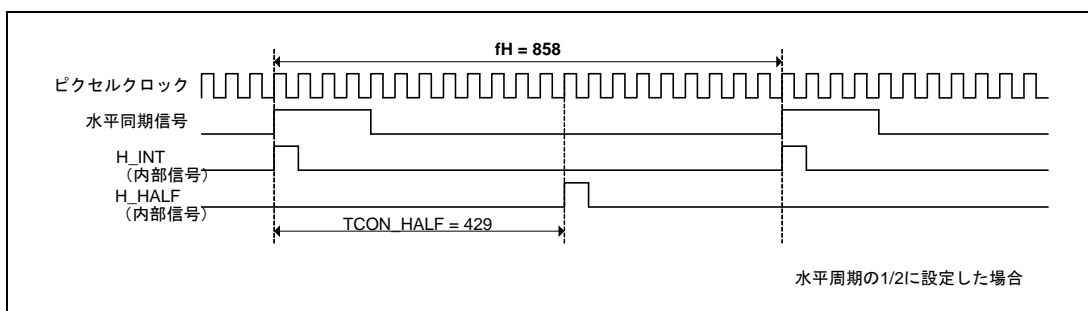 fH = 858
ピクセルクロック
水平同期信号
H_INT
（内部信号）
H_HALF
（内部信号）
TCON_HALF = 429
水平周期の1/2に設定した場合